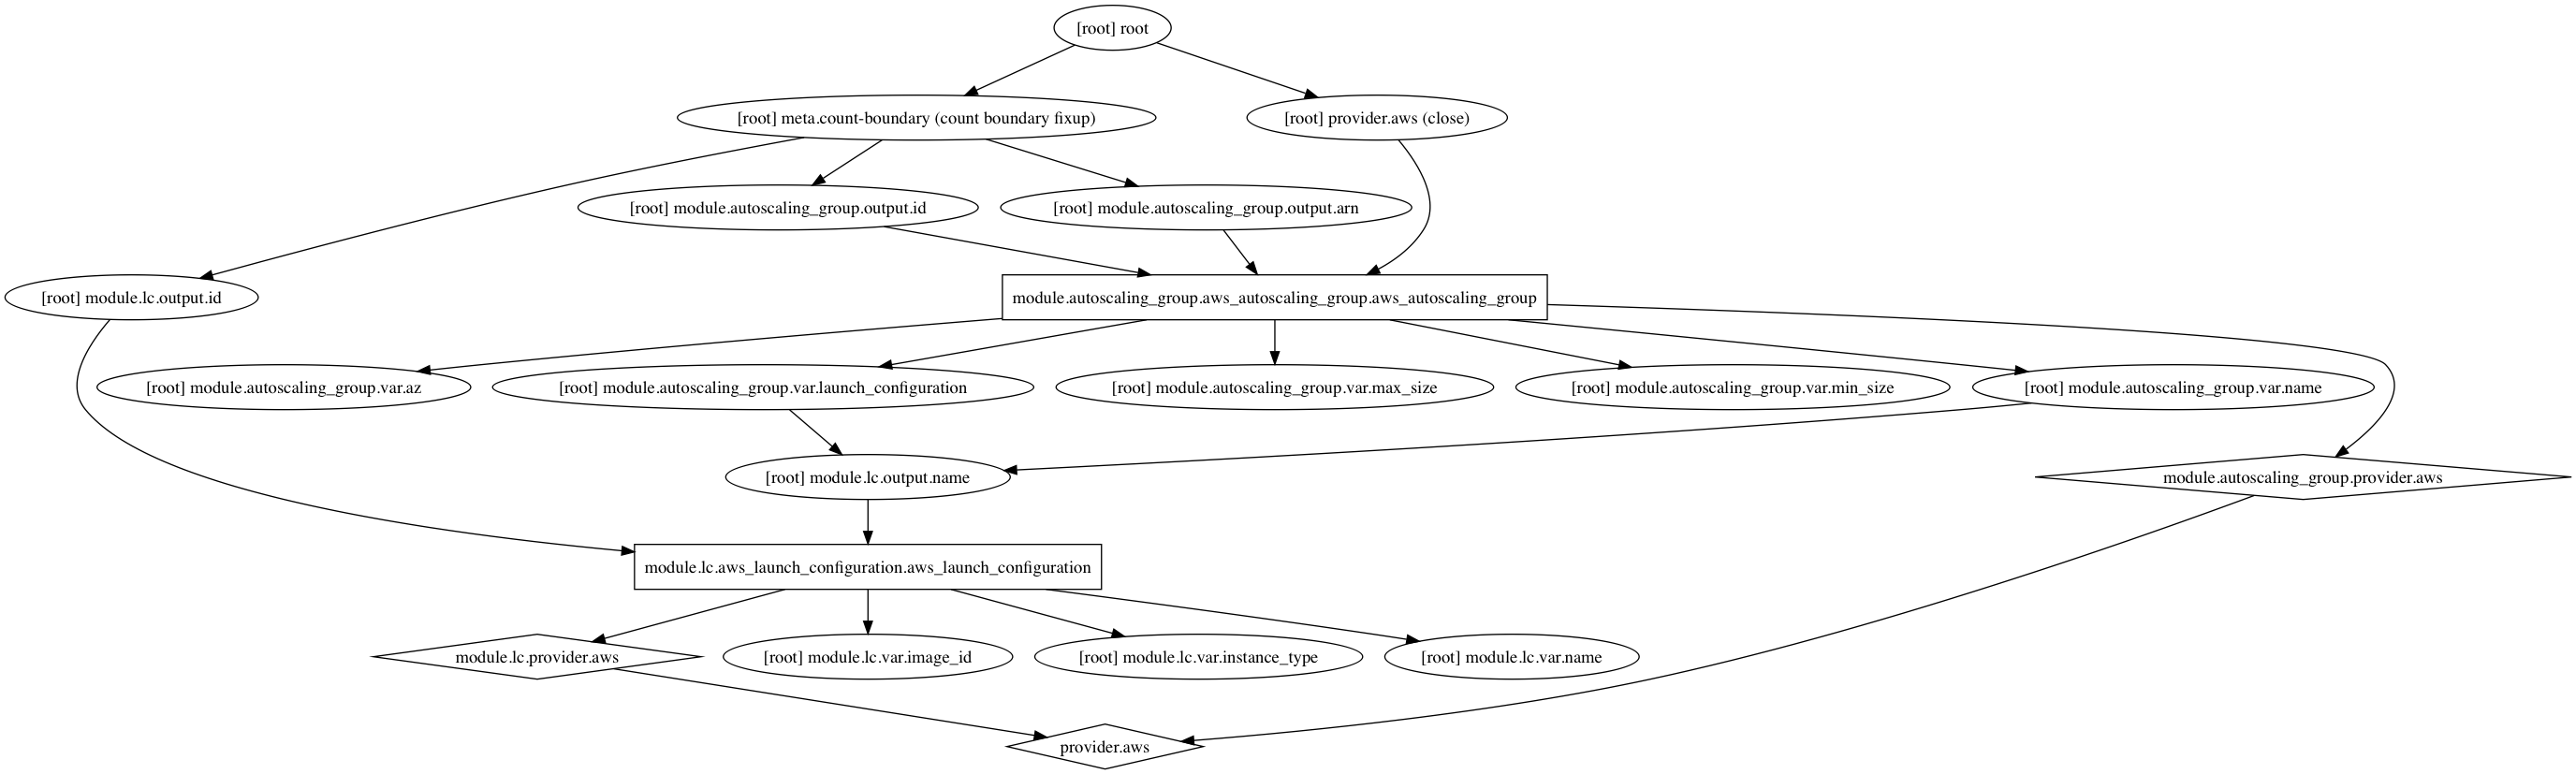 [root] root
[root] meta.count-boundary (count boundary fixup)
[root] provider.aws (close)
[root] module.autoscaling_group.output.id
[root] module.autoscaling_group.output.arn
[root] module.lc.output.id
module.autoscaling_group.aws_autoscaling_group.aws_autoscaling_group
[root] module.autoscaling_group.var.az
[root] module.autoscaling_group.var.launch_configuration
[root] module.autoscaling_group.var.max_size
[root] module.autoscaling_group.var.min_size
[root] module.autoscaling_group.var.name
[root] module.lc.output.name
module.autoscaling_group.provider.aws
module.lc.aws_launch_configuration.aws_launch_configuration
module.lc.provider.aws
[root] module.lc.var.image_id
[root] module.lc.var.instance_type
[root] module.lc.var.name
provider.aws